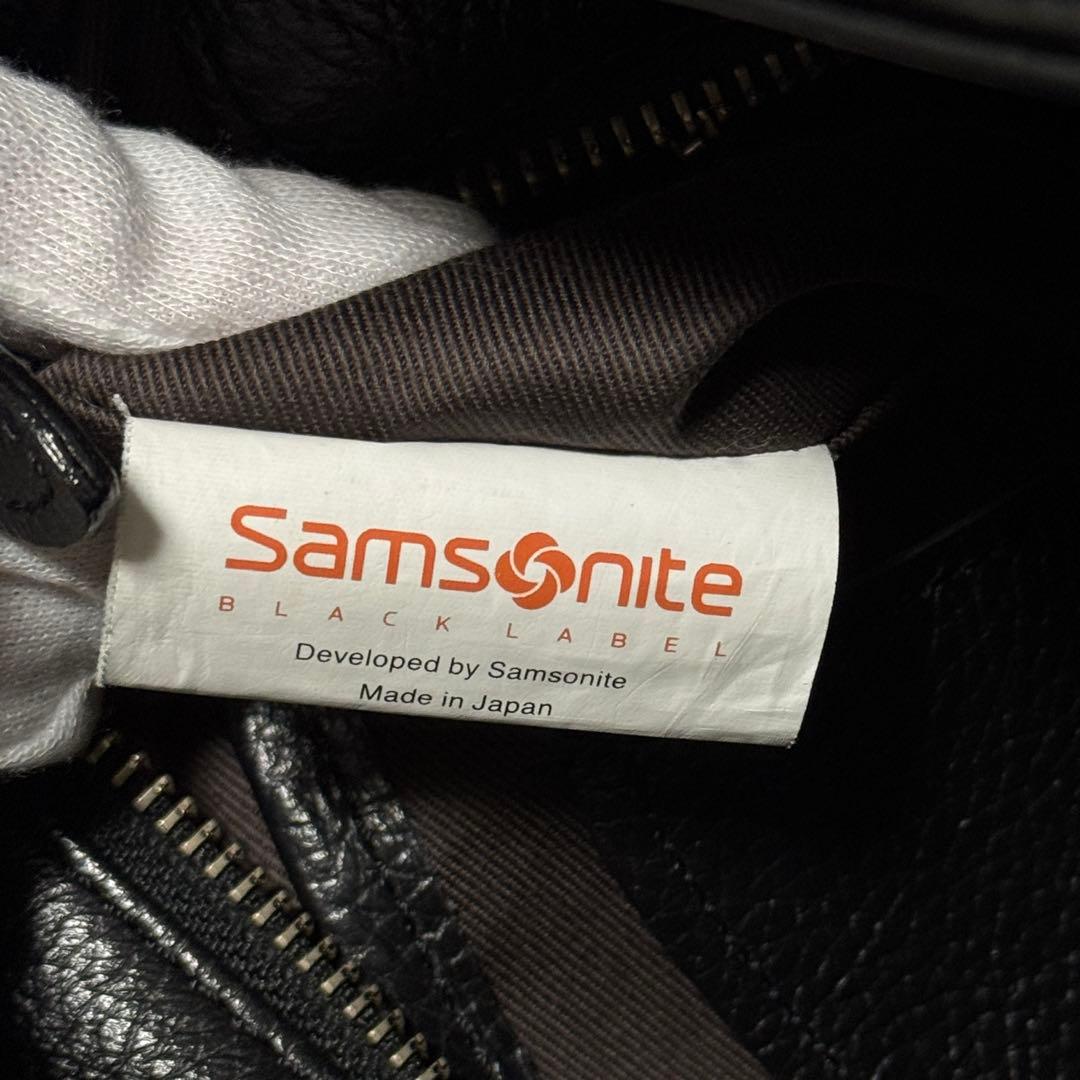 Samsonite
BLACK LABEL
Developed by Samsonite
Made in Japan